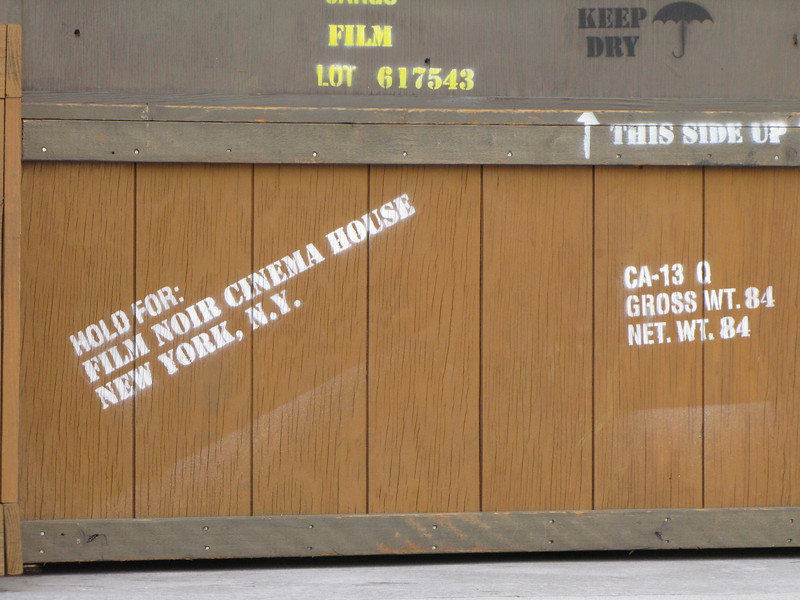 CARGO
FILM
LOT 617543
KEEP
DRY
THIS SIDE UP
HOLD FOR:
FILM NOIR CINEMA HOUSE
NEW YORK, N.Y.
CA-13 Q
GROSS WT. 84
NET. WT. 84